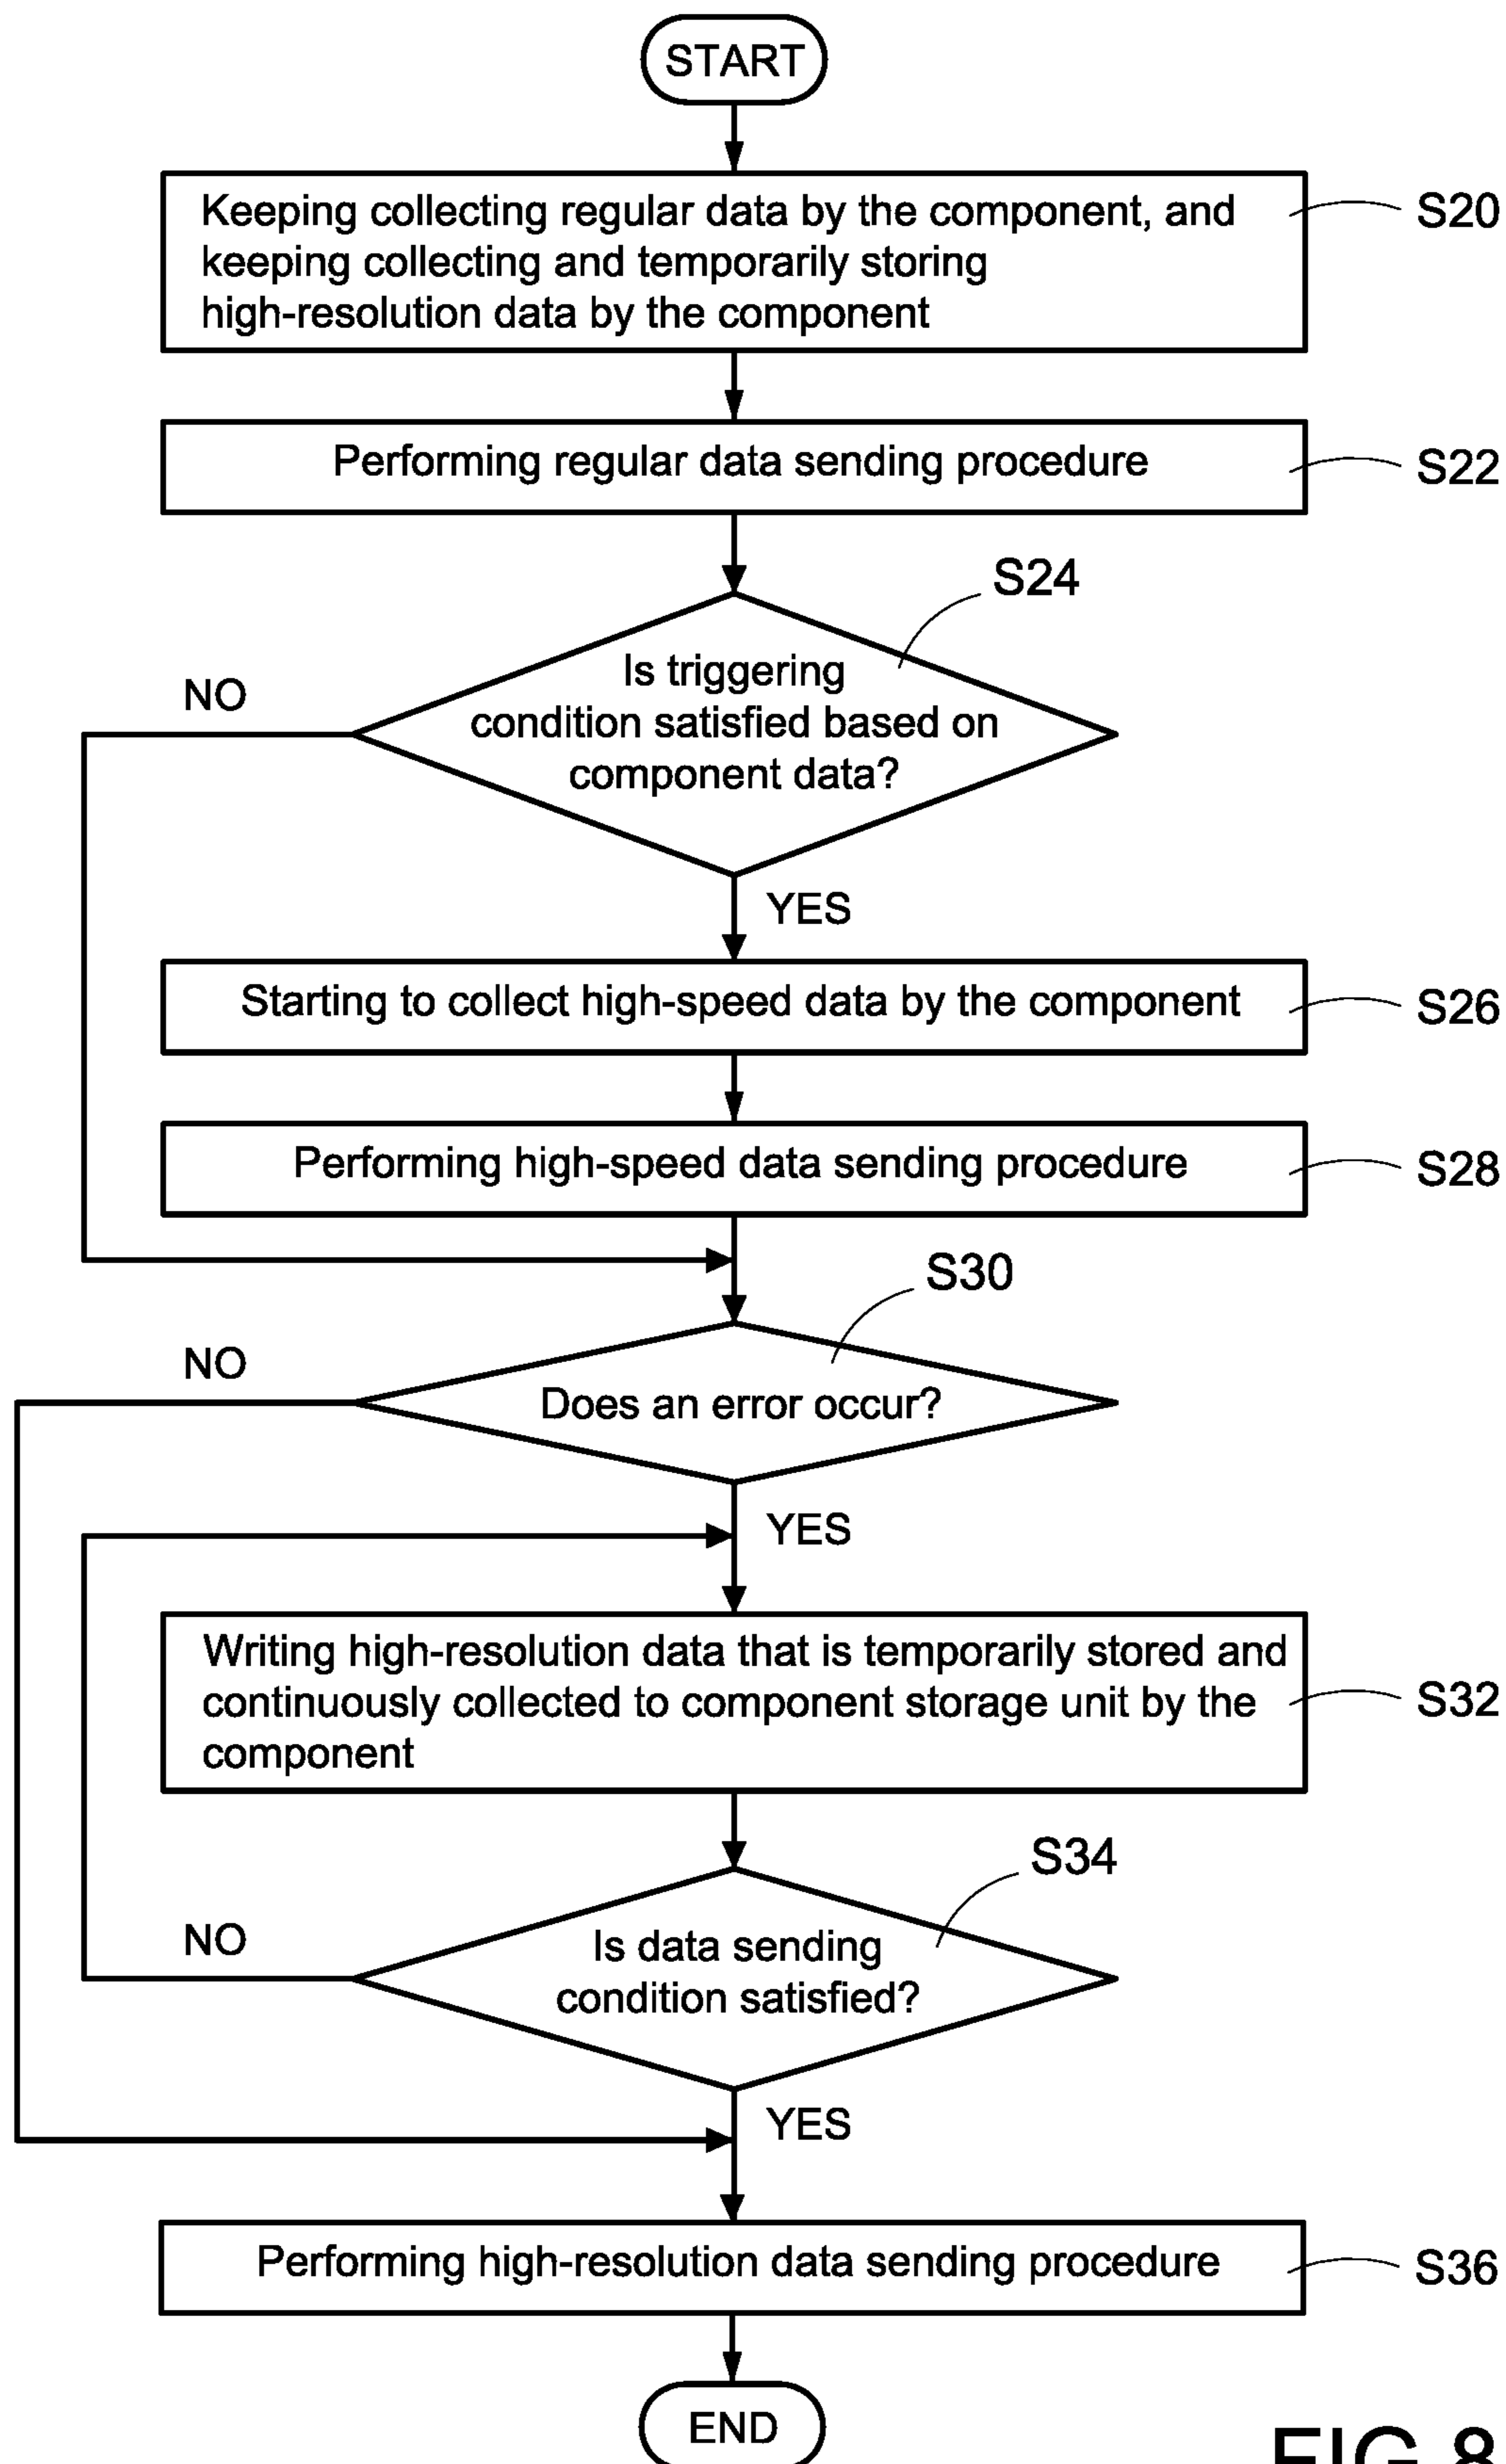 START
Keeping collecting regular data by the component, and
keeping collecting and temporarily storing
high-resolution data by the component
S20
Performing regular data sending procedure
S22
S24
Is triggering
condition satisfied based on
component data?
NO
YES
Starting to collect high-speed data by the component
S26
Performing high-speed data sending procedure
S28
S30
NO
Does an error occur?
YES
Writing high-resolution data that is temporarily stored and
continuously collected to component storage unit by the
component
S32
S34
NO
Is data sending
condition satisfied?
YES
Performing high-resolution data sending procedure
S36
END
FIG.8